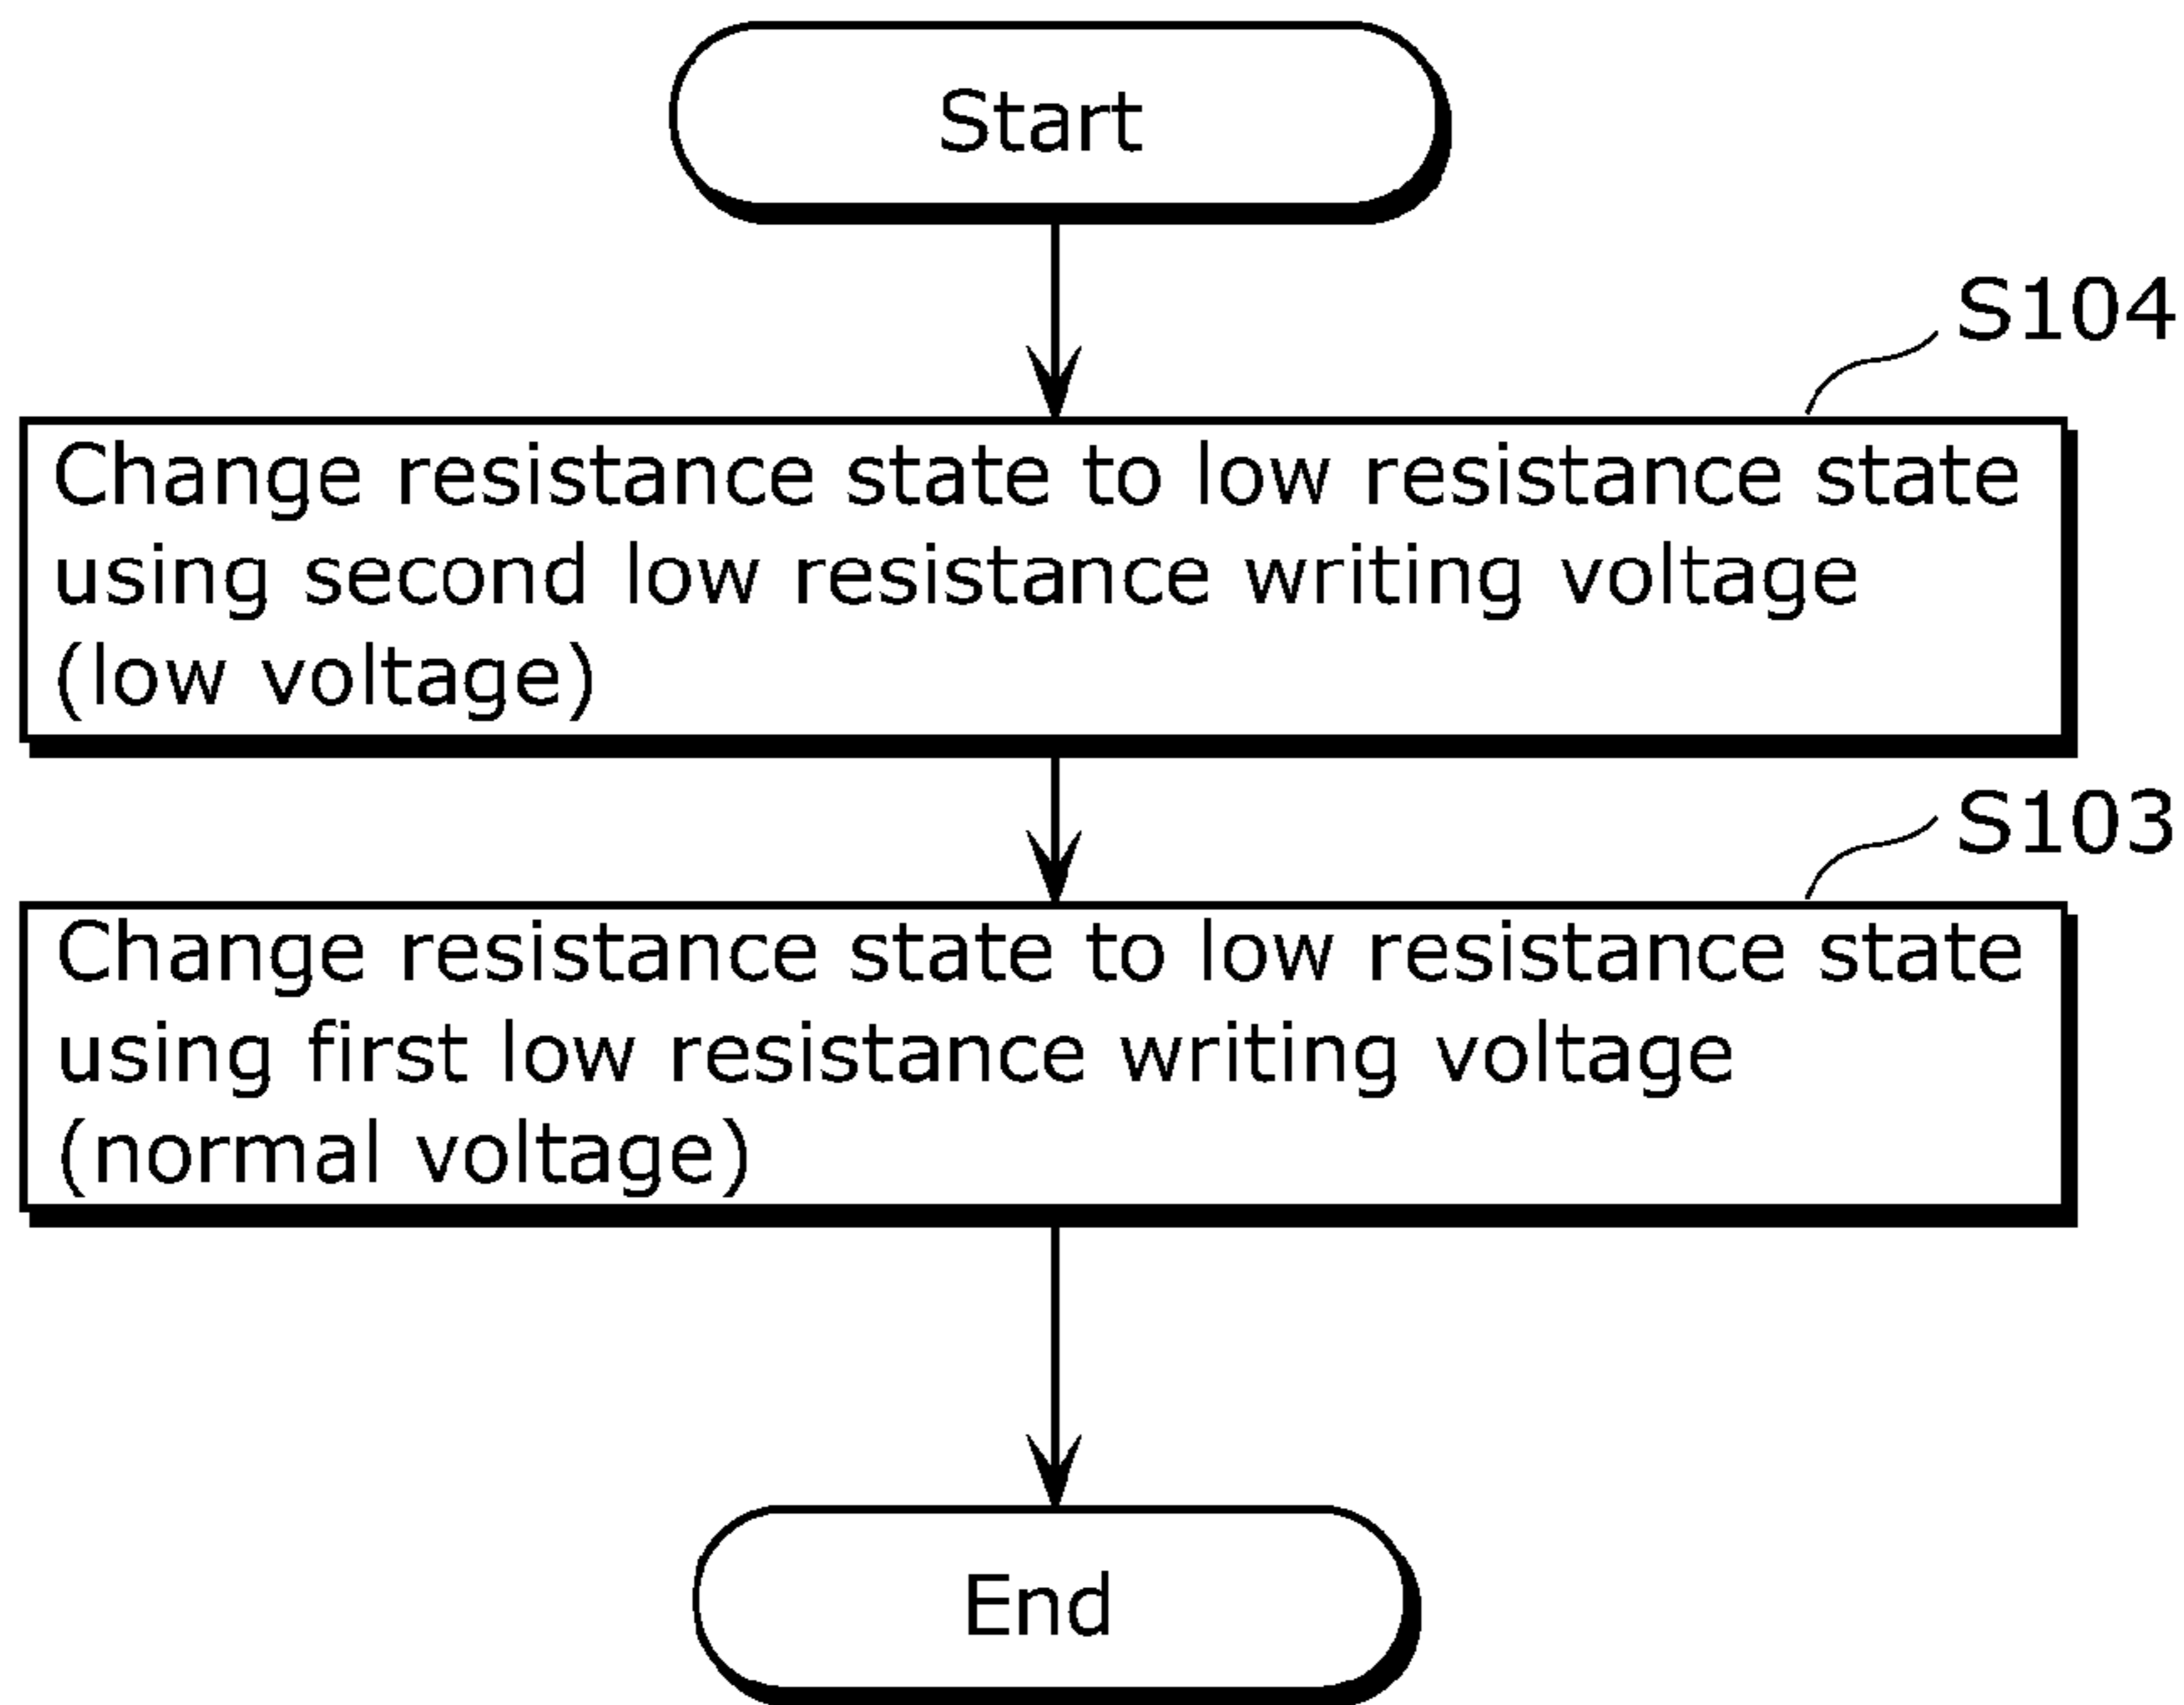 Start
S104
Change resistance state to low resistance state
using second low resistance writing voltage
(low voltage)
S103
Change resistance state to low resistance state
using first low resistance writing voltage
(normal voltage)
End